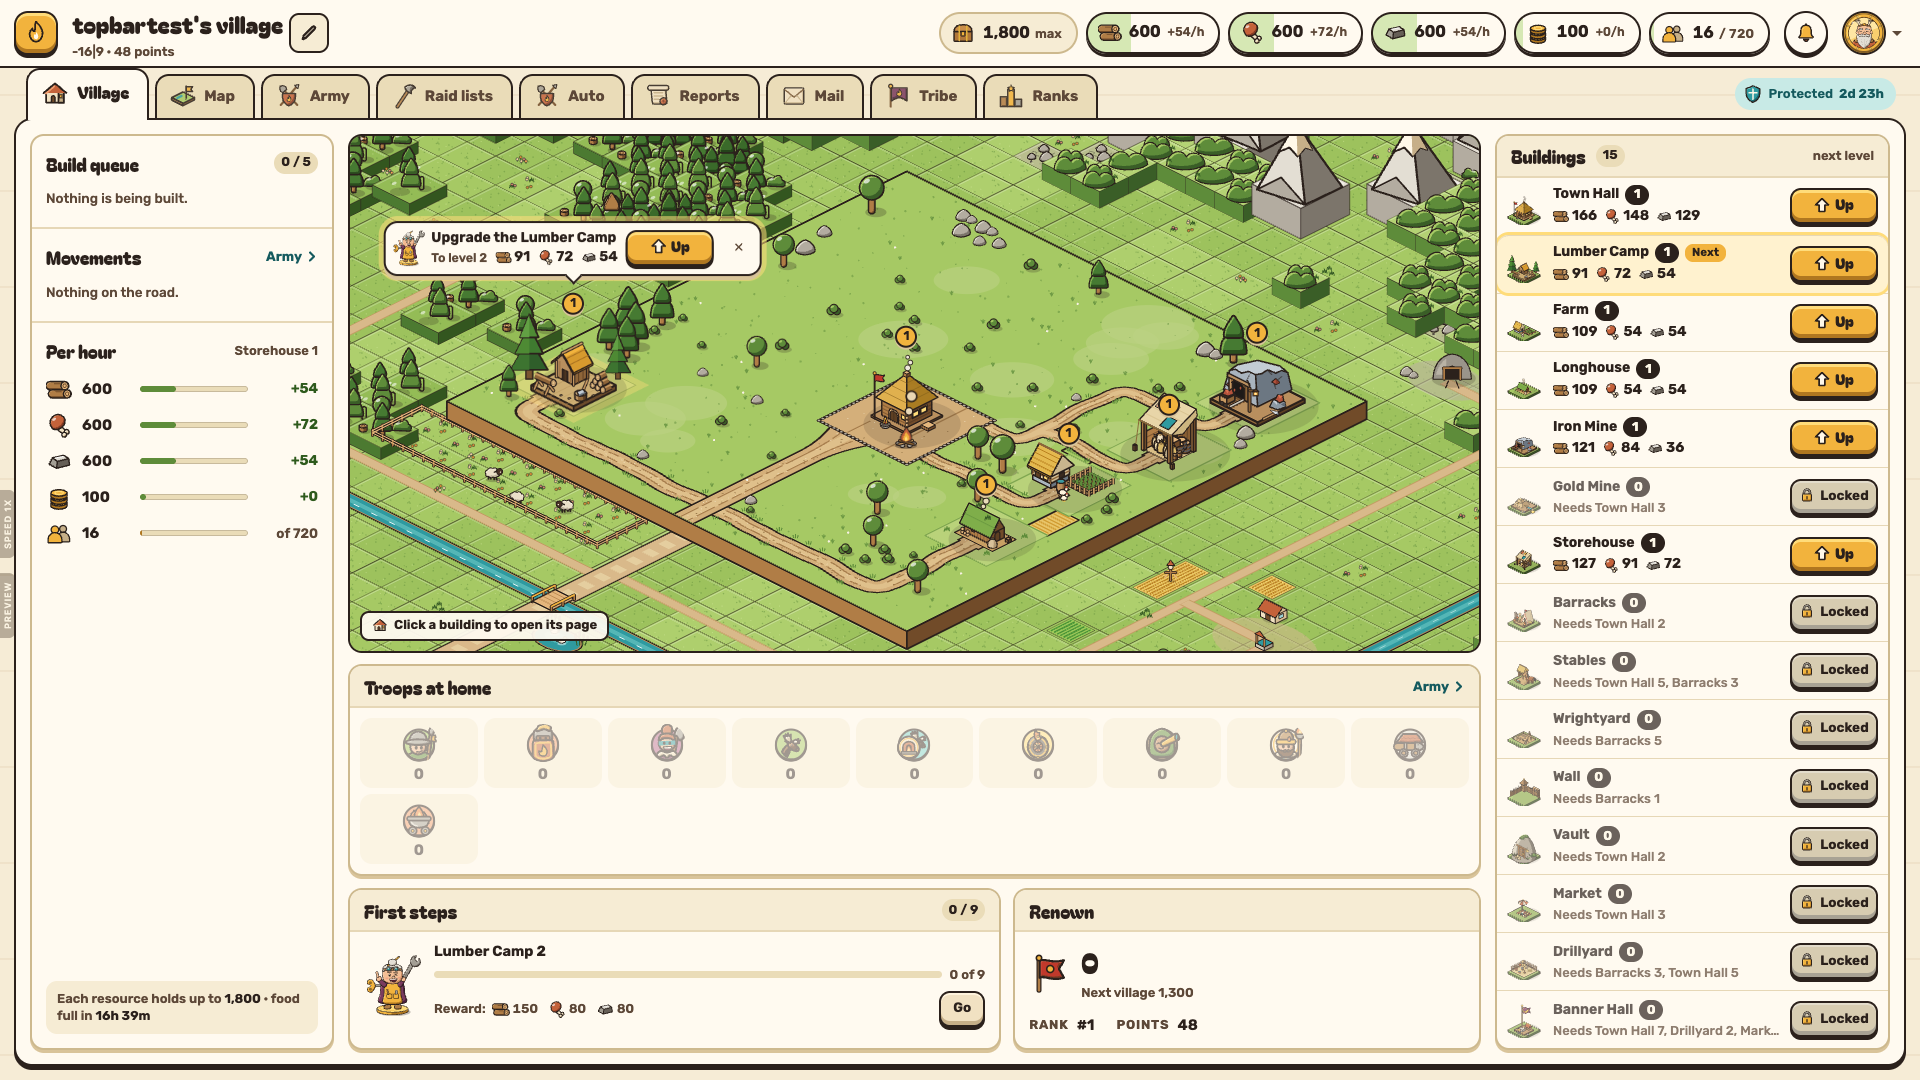 topbartest's village
-16|9 • 48 points
1,800 max
600 +54/h
600 +72/h
600 +54/h
100 +0/h
16 / 720
Village
Map
Army
Raid lists
Auto
Reports
Mail
Tribe
Ranks
Protected 2d 23h
SPEED 1X
PREVIEW
Build queue
0 / 5
Nothing is being built.
Movements
Army
Nothing on the road.
Per hour
Storehouse 1
600 +54
600 +72
600 +54
100 +0
16 of 720
Each resource holds up to 1,800 • food
full in 16h 39m
Upgrade the Lumber Camp
To level 2 91 72 54
Up
×
1
1
1
1
1
1
Click a building to open its page
Troops at home
Army
0
0
0
0
0
0
0
0
0
0
First steps
0 / 9
Lumber Camp 2
0 of 9
Reward: 150 80 80
Go
Renown
0
Next village 1,300
RANK #1 POINTS 48
Buildings 15
next level
Town Hall 1
166 148 129
Up
Lumber Camp 1 Next
91 72 54
Up
Farm 1
109 54 54
Up
Longhouse 1
109 54 54
Up
Iron Mine 1
121 84 36
Up
Gold Mine 0
Needs Town Hall 3
Locked
Storehouse 1
127 91 72
Up
Barracks 0
Needs Town Hall 2
Locked
Stables 0
Needs Town Hall 5, Barracks 3
Locked
Wrightyard 0
Needs Barracks 5
Locked
Wall 0
Needs Barracks 1
Locked
Vault 0
Needs Town Hall 2
Locked
Market 0
Needs Town Hall 3
Locked
Drillyard 0
Needs Barracks 3, Town Hall 5
Locked
Banner Hall 0
Needs Town Hall 7, Drillyard 2, Mark...
Locked